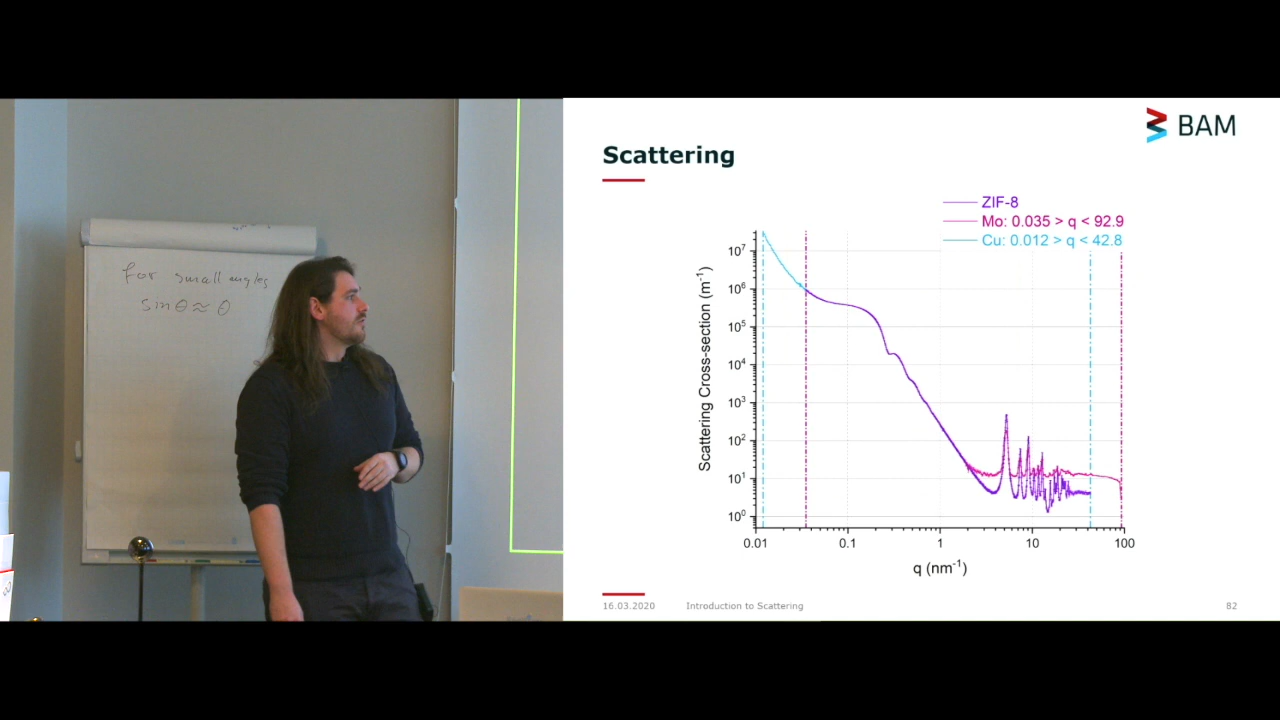 for small angles
sin θ ≈ θ
BAM
Scattering
ZIF-8
Mo: 0.035 > q < 92.9
Cu: 0.012 > q < 42.8
Scattering Cross-section (m⁻¹)
10⁷
10⁶
10⁵
10⁴
10³
10²
10¹
10⁰
0.01 0.1 1 10 100
q (nm⁻¹)
16.03.2020 Introduction to Scattering 82